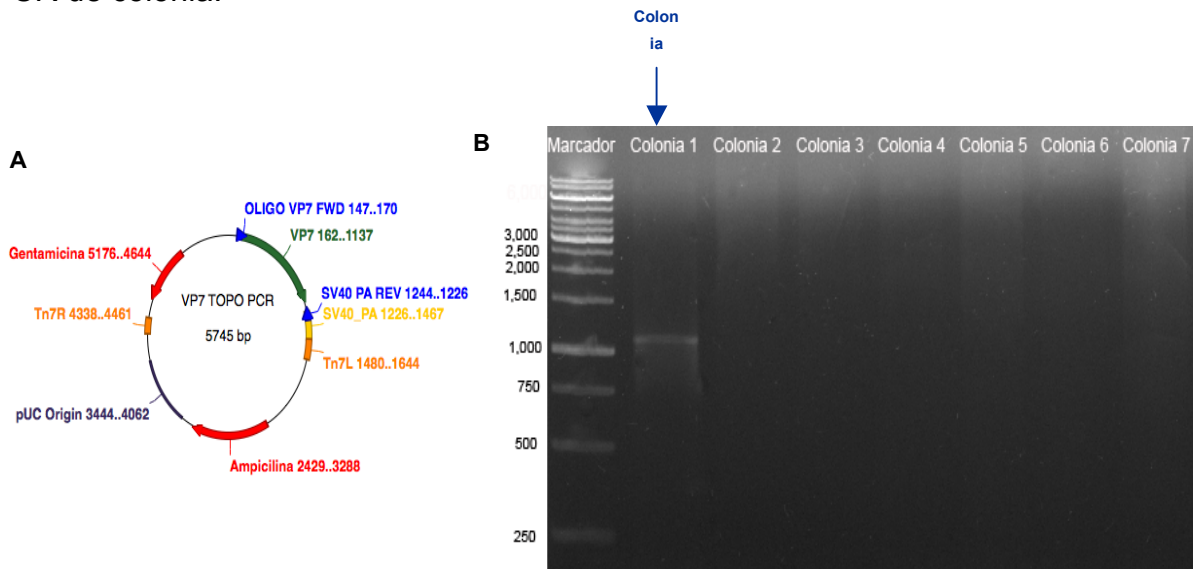 Colon
ia
A
B
OLIGO VP7 FWD 147..170
VP7 162..1137
Gentamicina 5176..4644
VP7 TOPO PCR
5745 bp
SV40 PA REV 1244..1226
SV40_PA 1226..1467
Tn7R 4338..4461
Tn7L 1480..1644
pUC Origin 3444..4062
Ampicilina 2429..3288
Marcador Colonia 1 Colonia 2 Colonia 3 Colonia 4 Colonia 5 Colonia 6 Colonia 7
3,000
2,500
2,000
1,500
1,000
750
500
250